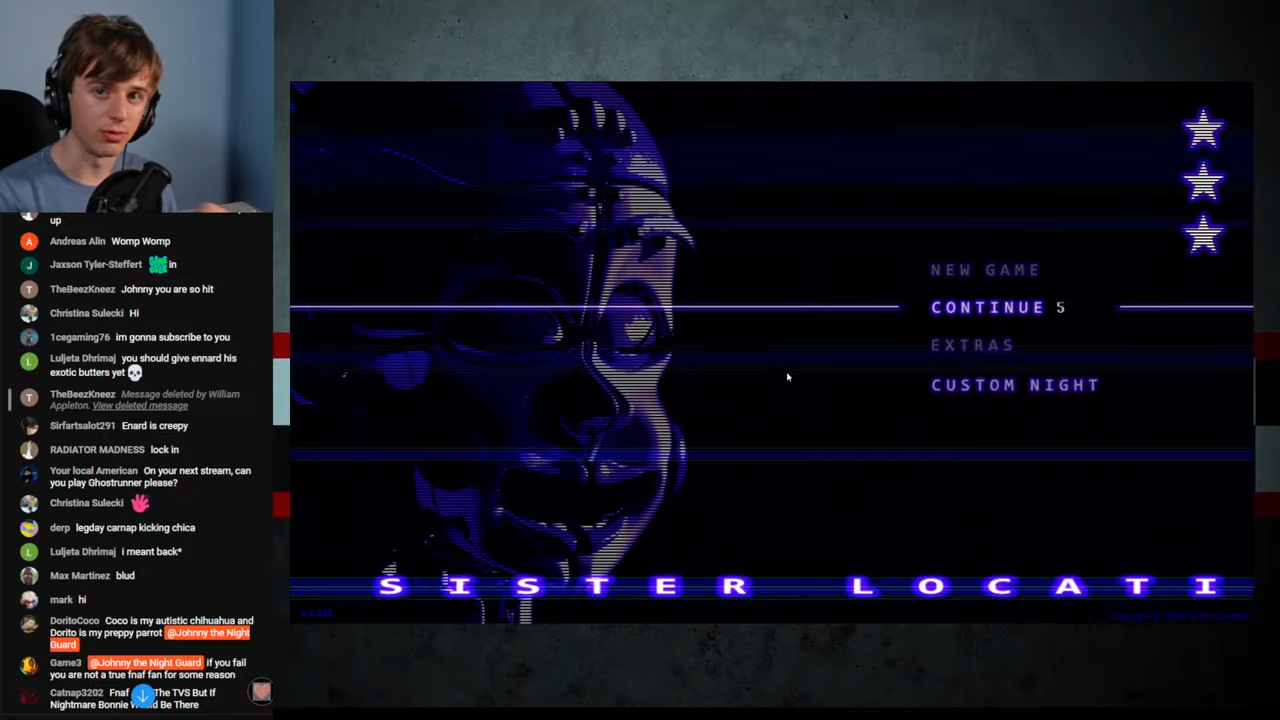 up
A Andreas Alin Womp Womp
J Jaxson Tyler-Steffert GAME OVER in
T TheBeezKneez Johnny you are so hit
Christina Sulecki Hi
1cegaming76 im gonna subscribe to you
L Luljeta Dhrimaj you should give ennard his
exotic butters yet
T TheBeezKneez Message deleted by William
Appleton. View deleted message
Sirfartsalot291 Enard is creepy
RADIATOR MADNESS lock in
Your local American On your next stream, can
you play Ghostrunner please?
Christina Sulecki
derp legday carnap kicking chica
L Luljeta Dhrimaj i meant back*
Max Martinez blud
mark hi
DoritoCoco Coco is my autistic chihuahua and
Dorito is my preppy parrot @Johnny the Night
Guard
Game3 @Johnny the Night Guard if you fail
you are not a true fnaf fan for some reason
Catnap3202 Fnaf The TVS But If
Nightmare Bonnie Be There
NEW GAME
CONTINUE 5
EXTRAS
CUSTOM NIGHT
SISTER LOCATI